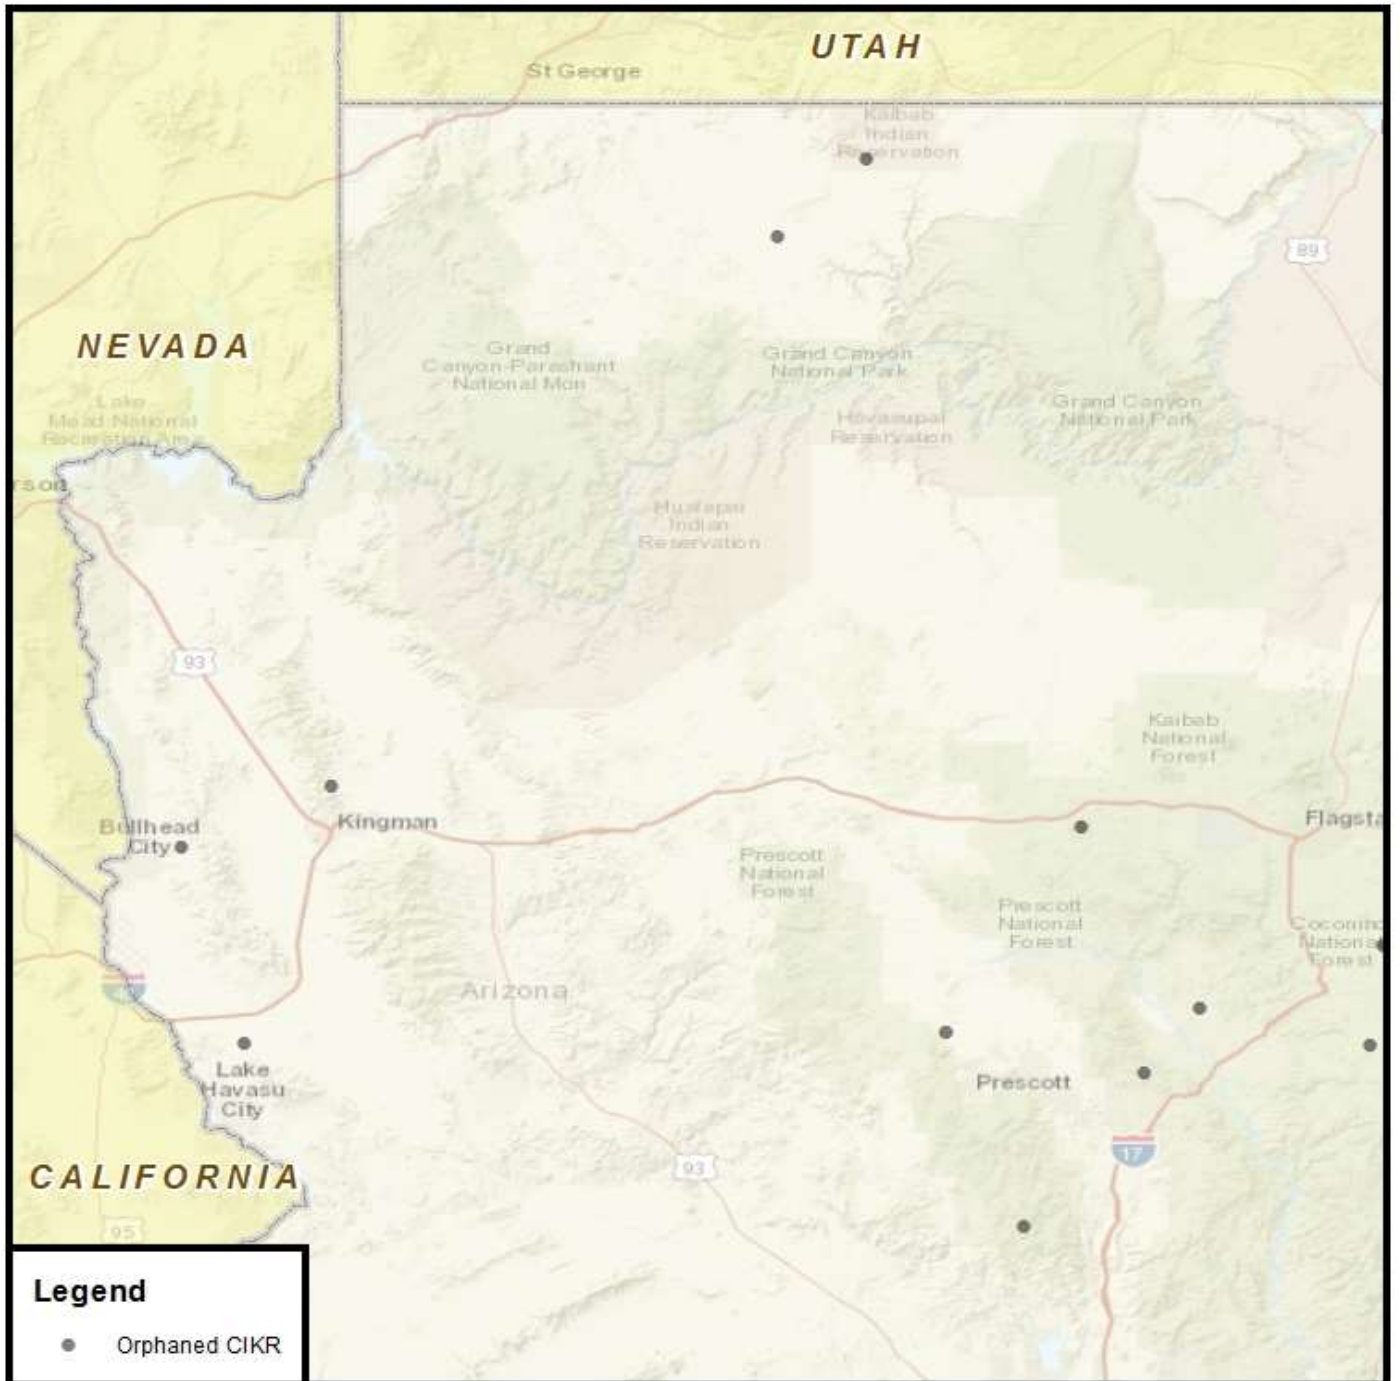 UTAH
St George
Kaibab
Indian
Reservation
89
NEVADA
Grand
Canyon-Parashant
National Mon
Grand Canyon
National Park
Lake
Mead National
Recreation Area
Havasupai
Reservation
Grand Canyon
National Park
rson
Hualapai
Indian
Reservation
93
Kaibab
National
Forest
Bullhead
City
Kingman
Flagsta
Prescott
National
Forest
Prescott
National
Forest
Coconino
National
Forest
Arizona
Lake
Havasu
City
Prescott
17
93
CALIFORNIA
95
Legend
Orphaned CIKR